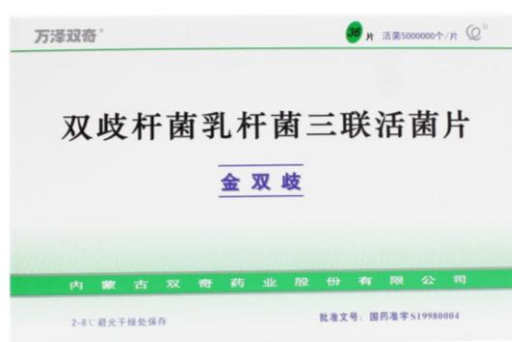 万泽双奇
36片 活菌5000000个/片
双歧杆菌乳杆菌三联活菌片
金双歧
内蒙古双奇药业股份有限公司
2-8℃避光干燥处保存
批准文号：国药准字S19980004